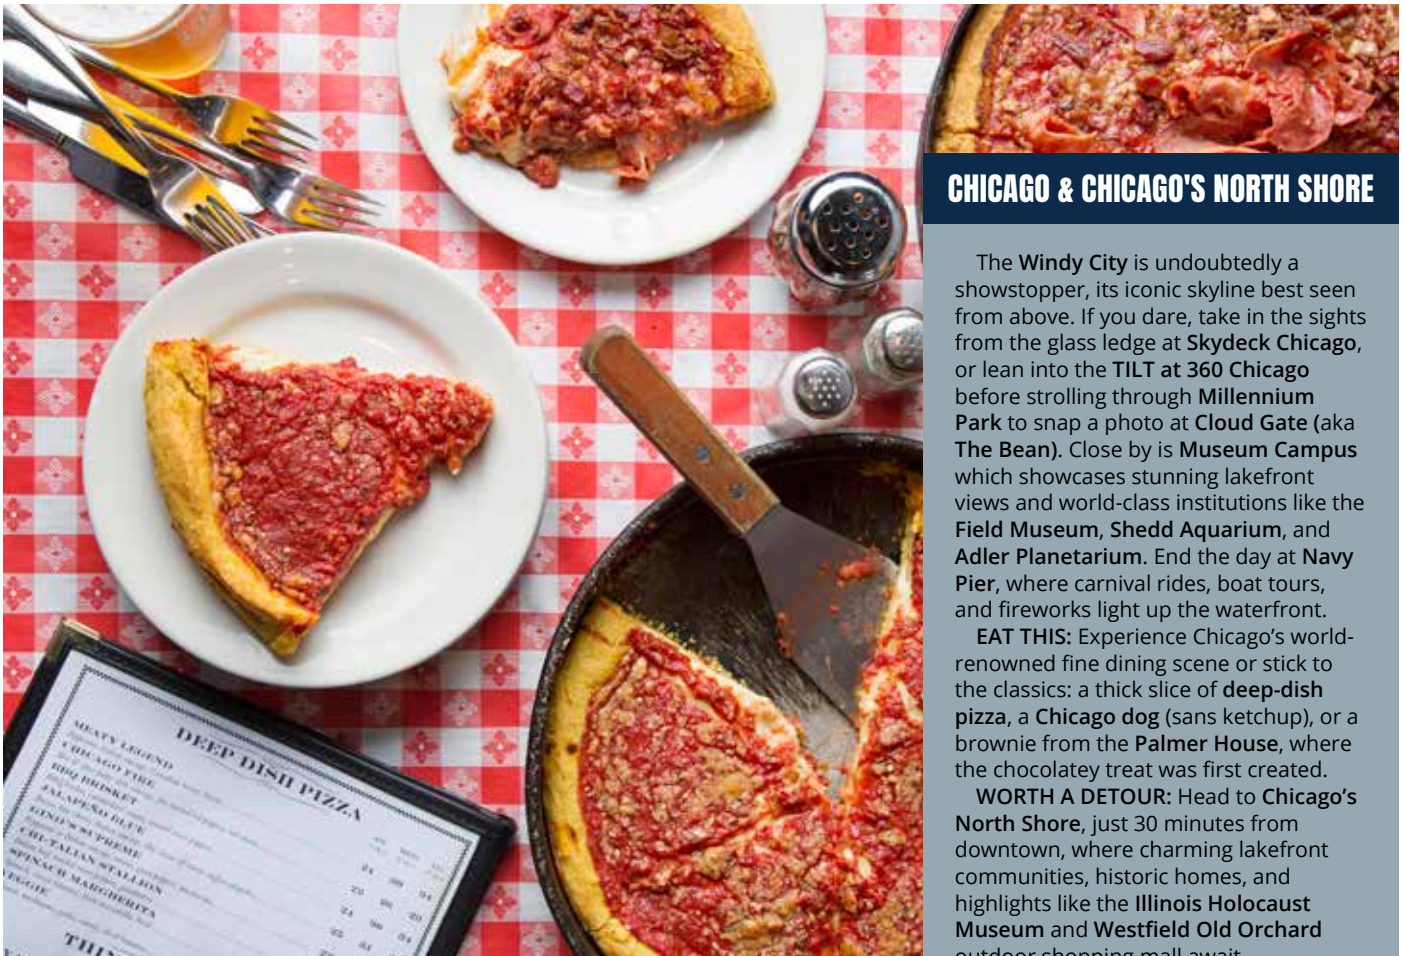 CHICAGO & CHICAGO'S NORTH SHORE
The Windy City is undoubtedly a
showstopper, its iconic skyline best seen
from above. If you dare, take in the sights
from the glass ledge at Skydeck Chicago,
or lean into the TILT at 360 Chicago
before strolling through Millennium
Park to snap a photo at Cloud Gate (aka
The Bean). Close by is Museum Campus
which showcases stunning lakefront
views and world-class institutions like the
Field Museum, Shedd Aquarium, and
Adler Planetarium. End the day at Navy
Pier, where carnival rides, boat tours,
and fireworks light up the waterfront.
EAT THIS: Experience Chicago’s world-
renowned fine dining scene or stick to
the classics: a thick slice of deep-dish
pizza, a Chicago dog (sans ketchup), or a
brownie from the Palmer House, where
the chocolatey treat was first created.
WORTH A DETOUR: Head to Chicago’s
North Shore, just 30 minutes from
downtown, where charming lakefront
communities, historic homes, and
highlights like the Illinois Holocaust
Museum and Westfield Old Orchard
outdoor shopping mall await.
DEEP DISH PIZZA
MEATY LEGEND
CHICAGO FIRE
BBQ BRISKET
JALAPEÑO BLUE
GINO'S SUPREME
CHI-TALIAN STALLION
SPINACH MARGHERITA
VEGGIE